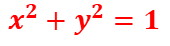 x² + y² = 1